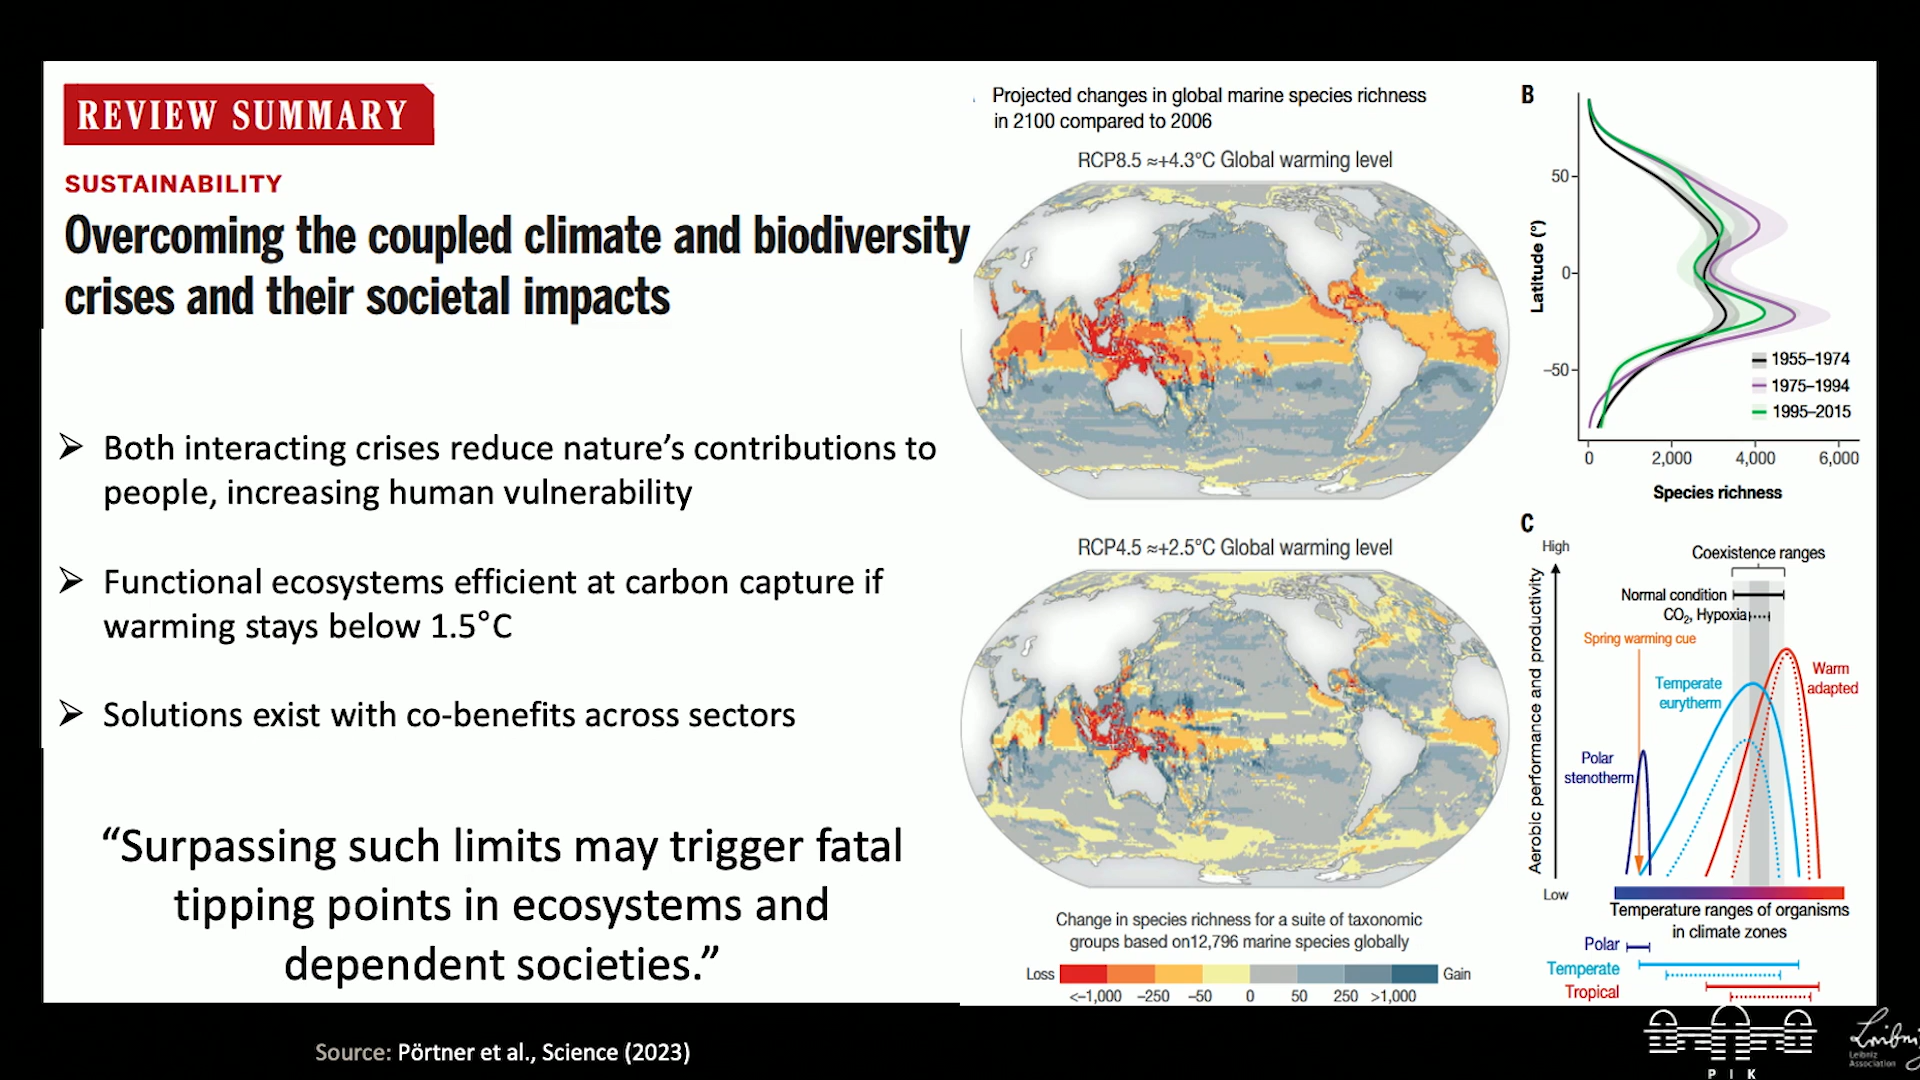 REVIEW SUMMARY
SUSTAINABILITY
Overcoming the coupled climate and biodiversity
crises and their societal impacts
➢ Both interacting crises reduce nature’s contributions to
people, increasing human vulnerability
➢ Functional ecosystems efficient at carbon capture if
warming stays below 1.5°C
➢ Solutions exist with co-benefits across sectors
“Surpassing such limits may trigger fatal
tipping points in ecosystems and
dependent societies.”
Source: Pörtner et al., Science (2023)
Projected changes in global marine species richness
in 2100 compared to 2006
RCP8.5 ≈+4.3°C Global warming level
RCP4.5 ≈+2.5°C Global warming level
Change in species richness for a suite of taxonomic
groups based on12,796 marine species globally
Loss Gain
<–1,000 –250 –50 0 50 250 >1,000
B
Latitude (°)
50
0
–50
1955–1974
1975–1994
1995–2015
0 2,000 4,000 6,000
Species richness
C
High
Aerobic performance and productivity
Low
Coexistence ranges
Normal condition
CO₂, Hypoxia
Spring warming cue
Temperate
eurytherm
Warm
adapted
Polar
stenotherm
Temperature ranges of organisms
in climate zones
Polar
Temperate
Tropical
P I K
Leibniz
Leibniz
Association